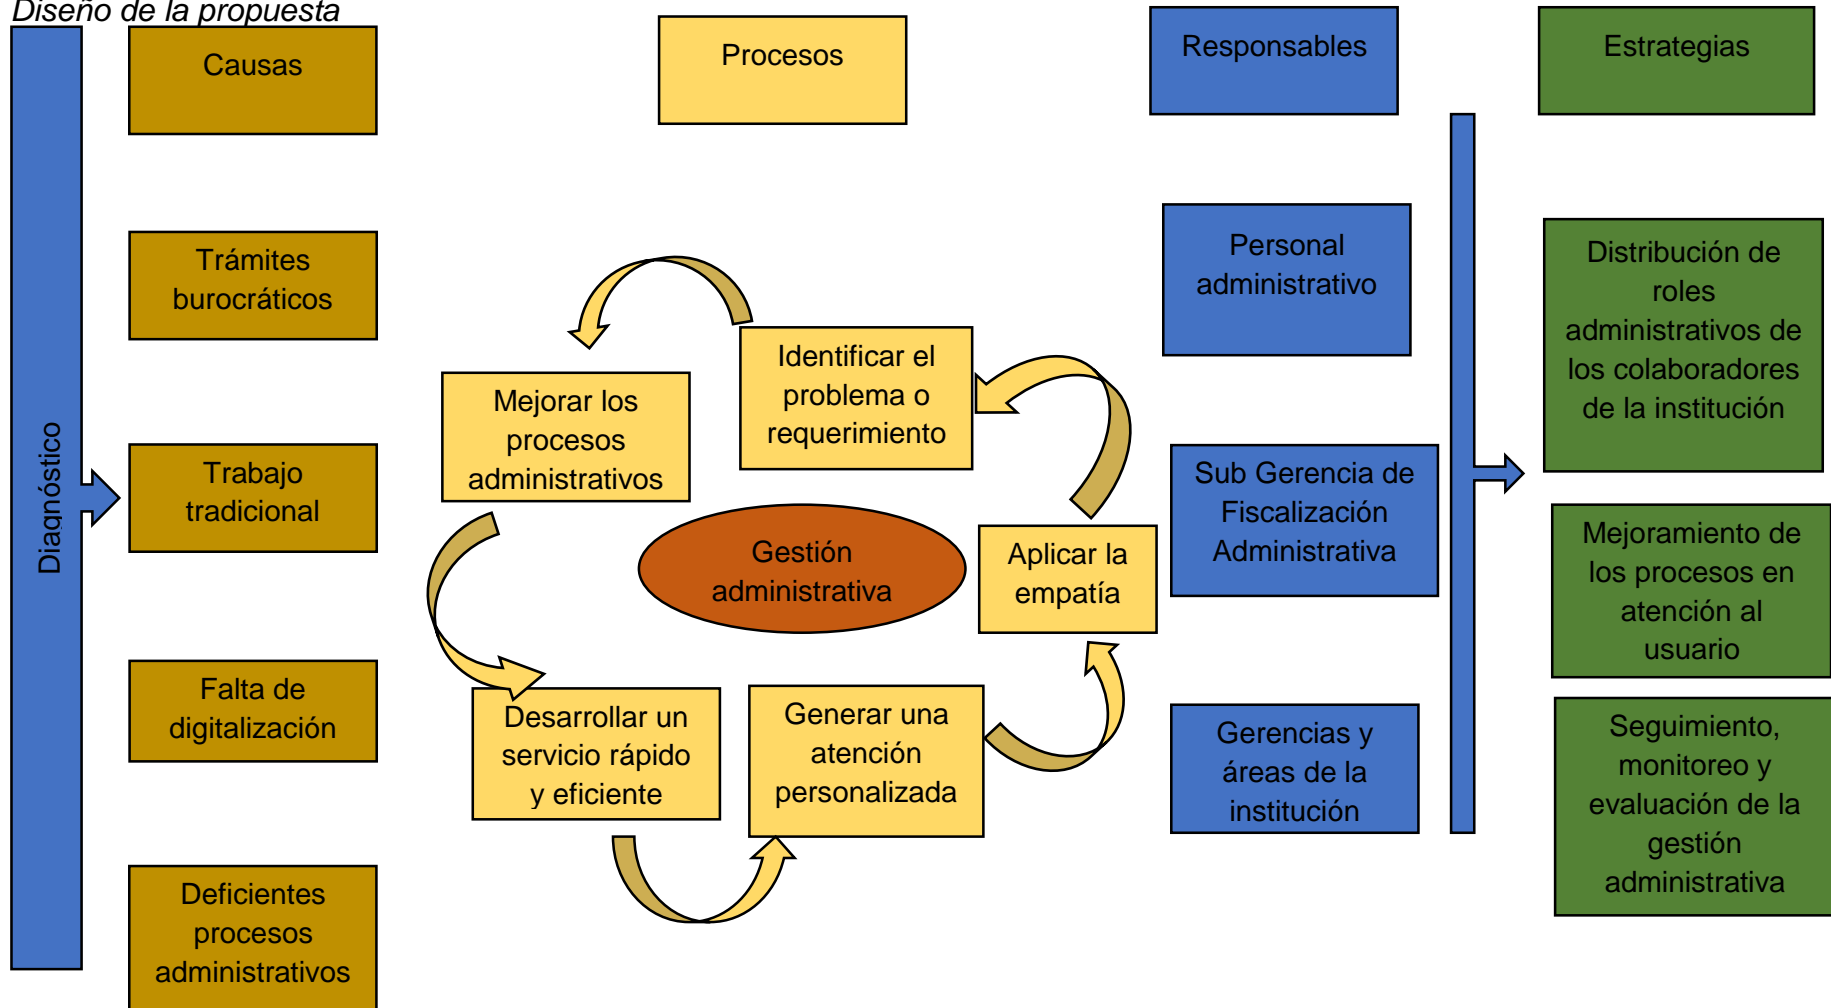 Diseño de la propuesta
Diagnóstico
Causas
Trámites
burocráticos
Trabajo
tradicional
Falta de
digitalización
Deficientes
procesos
administrativos
Procesos
Identificar el
problema o
requerimiento
Mejorar los
procesos
administrativos
Gestión
administrativa
Aplicar la
empatía
Desarrollar un
servicio rápido
y eficiente
Generar una
atención
personalizada
Responsables
Personal
administrativo
Sub Gerencia de
Fiscalización
Administrativa
Gerencias y
áreas de la
institución
Estrategias
Distribución de
roles
administrativos de
los colaboradores
de la institución
Mejoramiento de
los procesos en
atención al
usuario
Seguimiento,
monitoreo y
evaluación de la
gestión
administrativa